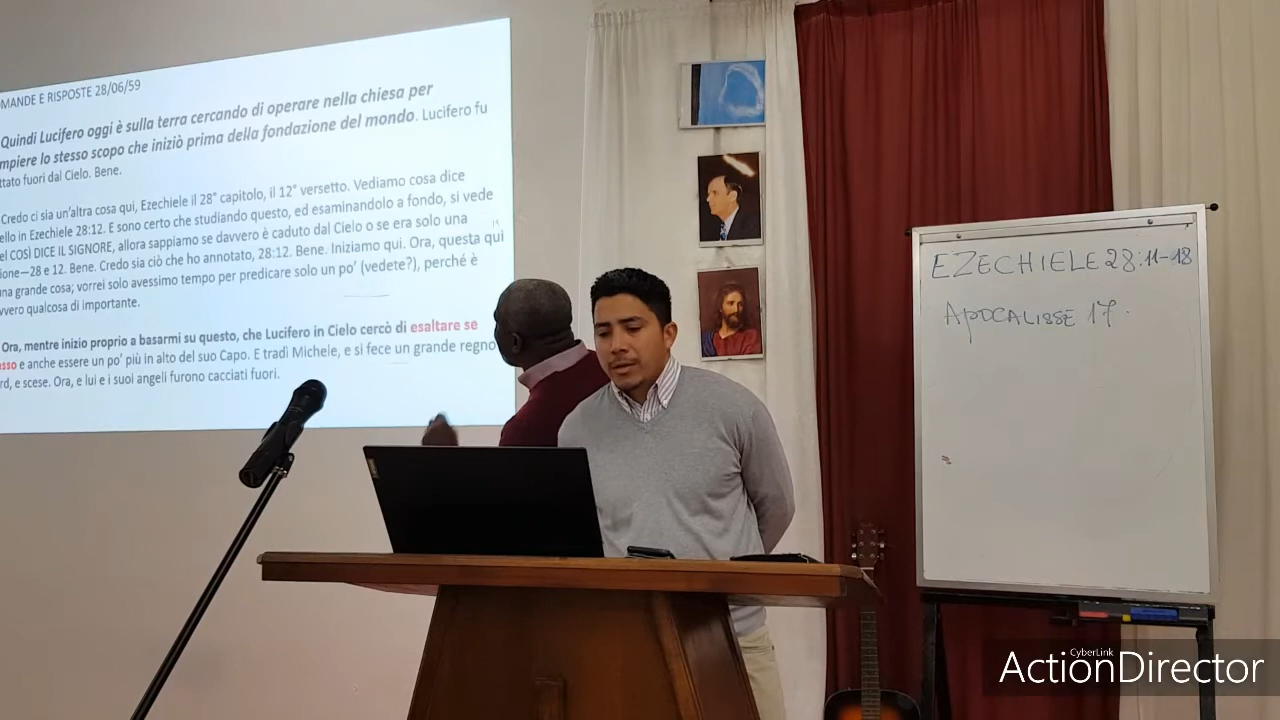 MANDE E RISPOSTE 28/06/59
Quindi Lucifero oggi è sulla terra cercando di operare nella chiesa per
mpiere lo stesso scopo che iniziò prima della fondazione del mondo. Lucifero fu
ttato fuori dal Cielo. Bene.
Credo ci sia un'altra cosa qui, Ezechiele il 28° capitolo, il 12° versetto. Vediamo cosa dice
ello in Ezechiele 28:12. E sono certo che studiando questo, ed esaminandolo a fondo, si vede
el COSÌ DICE IL SIGNORE, allora sappiamo se davvero è caduto dal Cielo o se era solo una
ione—28 e 12. Bene. Credo sia ciò che ho annotato, 28:12. Bene. Iniziamo qui. Ora, questa qui
una grande cosa; vorrei solo avessimo tempo per predicare solo un po' (vedete?), perché è
vvero qualcosa di importante.
Ora, mentre inizio proprio a basarmi su questo, che Lucifero in Cielo cercò di esaltare se
sso e anche essere un po' più in alto del suo Capo. E tradì Michele, e si fece un grande regno
rd, e scese. Ora, e lui e i suoi angeli furono cacciati fuori.
EZECHIELE 28:11-18
APOCALISSE 17.
CyberLink
ActionDirector